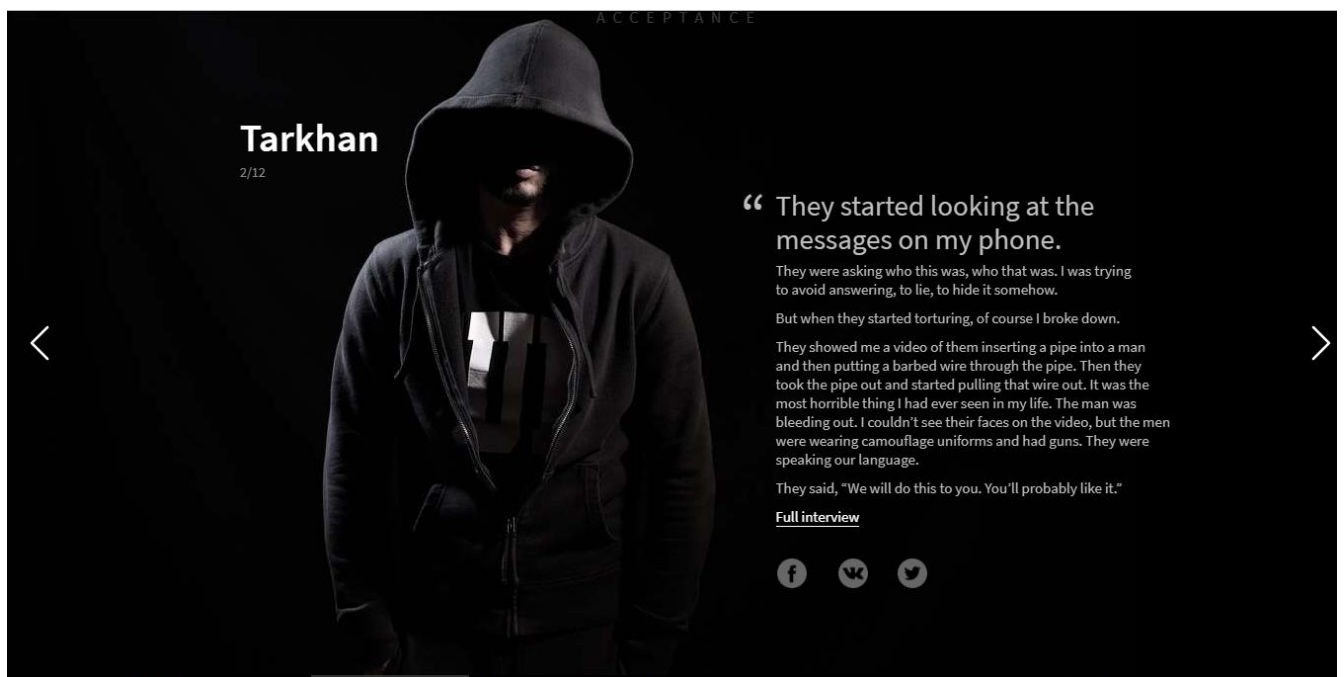 ACCEPTANCE
Tarkhan
2/12
“ They started looking at the
messages on my phone.
They were asking who this was, who that was. I was trying
to avoid answering, to lie, to hide it somehow.
But when they started torturing, of course I broke down.
They showed me a video of them inserting a pipe into a man
and then putting a barbed wire through the pipe. Then they
took the pipe out and started pulling that wire out. It was the
most horrible thing I had ever seen in my life. The man was
bleeding out. I couldn’t see their faces on the video, but the men
were wearing camouflage uniforms and had guns. They were
speaking our language.
They said, “We will do this to you. You’ll probably like it.”
Full interview